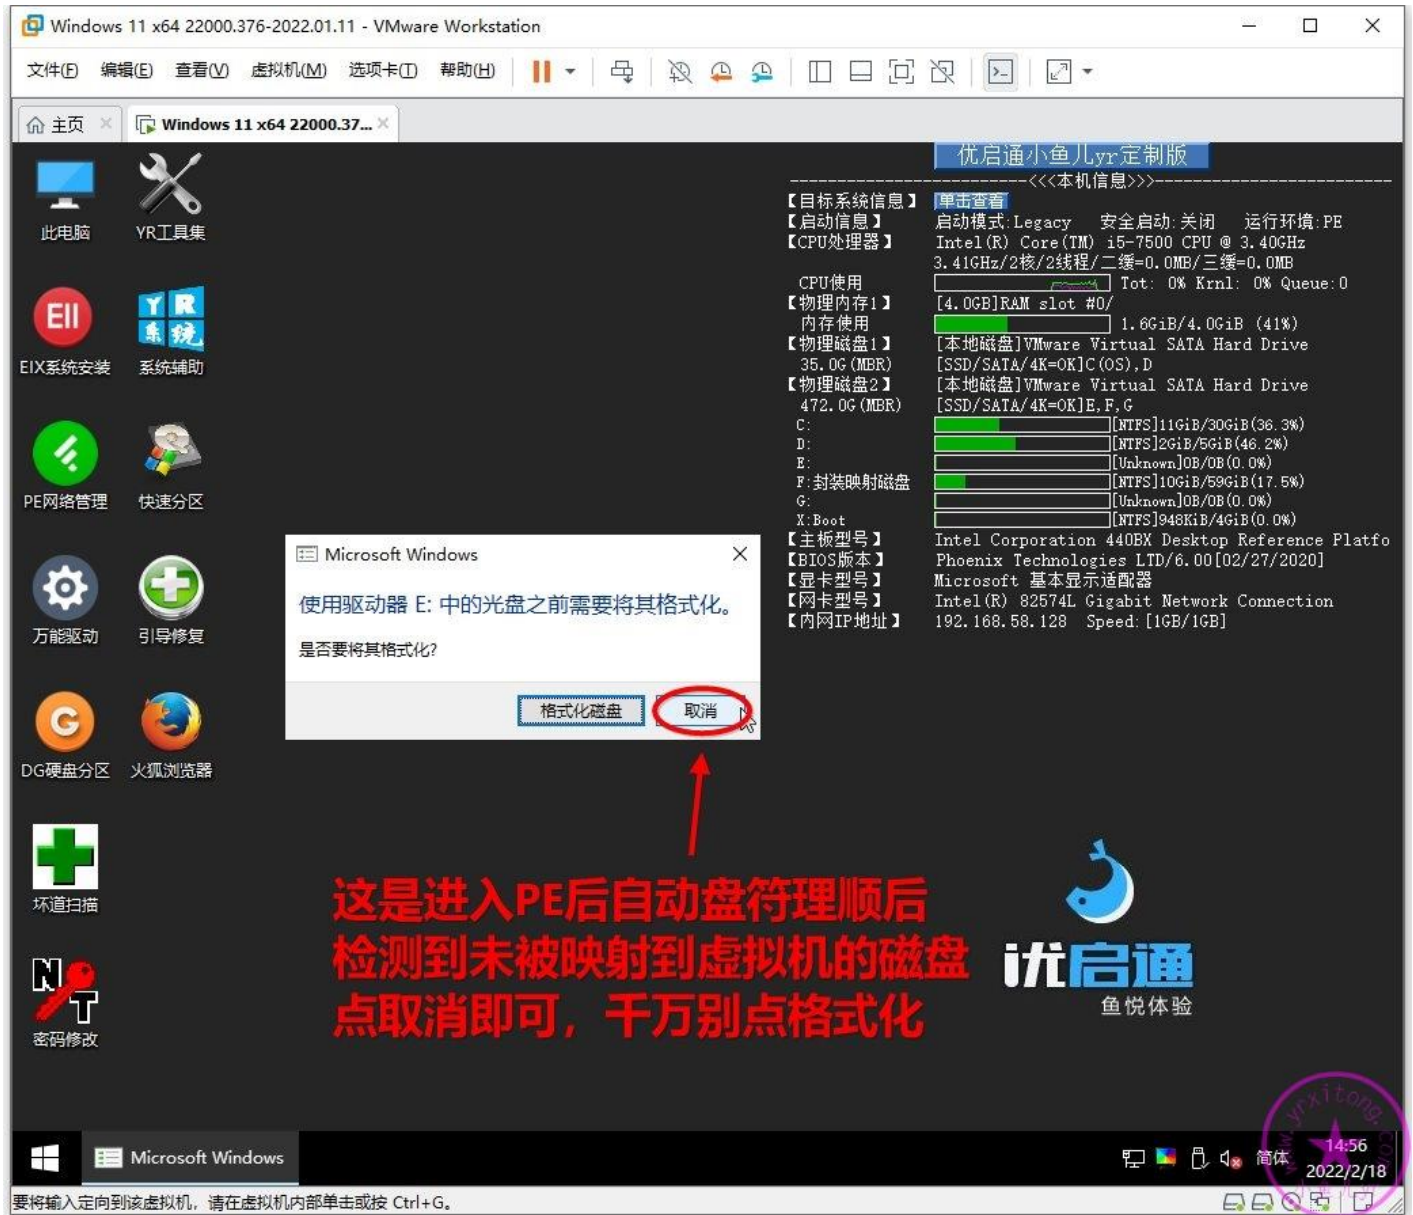 Windows 11 x64 22000.376-2022.01.11 - VMware Workstation
文件(F) 编辑(E) 查看(V) 虚拟机(M) 选项卡(T) 帮助(H)
主页 Windows 11 x64 22000.37...
优启通小鱼儿yr定制版
--------------------------<<<本机信息>>>--------------------------
【目标系统信息】 单击查看
【启动信息】 启动模式:Legacy 安全启动:关闭 运行环境:PE
【CPU处理器】 Intel(R) Core(TM) i5-7500 CPU @ 3.40GHz
3.41GHz/2核/2线程/二缓=0.0MB/三缓=0.0MB
CPU使用 Tot: 0% Krnl: 0% Queue:0
【物理内存1】 [4.0GB]RAM slot #0/
内存使用 1.6GiB/4.0GiB (41%)
【物理磁盘1】 [本地磁盘]VMware Virtual SATA Hard Drive
35.0G(MBR) [SSD/SATA/4K=OK]C(OS),D
【物理磁盘2】 [本地磁盘]VMware Virtual SATA Hard Drive
472.0G(MBR) [SSD/SATA/4K=OK]E,F,G
C: [NTFS]11GiB/30GiB(36.3%)
D: [NTFS]2GiB/5GiB(46.2%)
E: [Unknown]0B/0B(0.0%)
F:封装映射磁盘 [NTFS]10GiB/59GiB(17.5%)
G: [Unknown]0B/0B(0.0%)
X:Boot [NTFS]948KiB/4GiB(0.0%)
【主板型号】 Intel Corporation 440BX Desktop Reference Platfo
【BIOS版本】 Phoenix Technologies LTD/6.00[02/27/2020]
【显卡型号】 Microsoft 基本显示适配器
【网卡型号】 Intel(R) 82574L Gigabit Network Connection
【内网IP地址】 192.168.58.128 Speed:[1GB/1GB]
此电脑 YR工具集
EII YR系统
EIX系统安装 系统辅助
PE网络管理 快速分区
万能驱动 引导修复
G
DG硬盘分区 火狐浏览器
坏道扫描
NT
密码修改
Microsoft Windows
使用驱动器 E: 中的光盘之前需要将其格式化。
是否要将其格式化?
格式化磁盘 取消
这是进入PE后自动盘符理顺后
检测到未被映射到虚拟机的磁盘
点取消即可，千万别点格式化
优启通
鱼悦体验
www.yrxitong.com
Microsoft Windows 简体 14:56
2022/2/18
要将输入定向到该虚拟机，请在虚拟机内部单击或按 Ctrl+G。